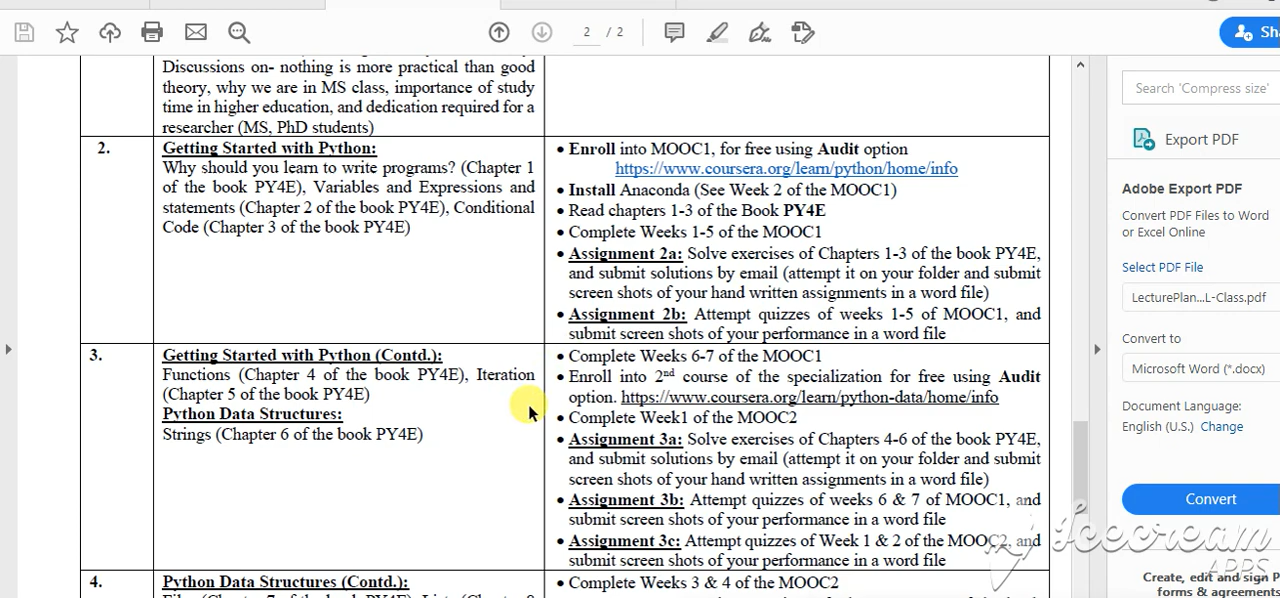 2 / 2
Sh
Discussions on- nothing is more practical than good
theory, why we are in MS class, importance of study
time in higher education, and dedication required for a
researcher (MS, PhD students)
2.
Getting Started with Python:
Why should you learn to write programs? (Chapter 1
of the book PY4E), Variables and Expressions and
statements (Chapter 2 of the book PY4E), Conditional
Code (Chapter 3 of the book PY4E)
• Enroll into MOOC1, for free using Audit option
https://www.coursera.org/learn/python/home/info
• Install Anaconda (See Week 2 of the MOOC1)
• Read chapters 1-3 of the Book PY4E
• Complete Weeks 1-5 of the MOOC1
• Assignment 2a: Solve exercises of Chapters 1-3 of the book PY4E,
and submit solutions by email (attempt it on your folder and submit
screen shots of your hand written assignments in a word file)
• Assignment 2b: Attempt quizzes of weeks 1-5 of MOOC1, and
submit screen shots of your performance in a word file
3.
Getting Started with Python (Contd.):
Functions (Chapter 4 of the book PY4E), Iteration
(Chapter 5 of the book PY4E)
Python Data Structures:
Strings (Chapter 6 of the book PY4E)
• Complete Weeks 6-7 of the MOOC1
• Enroll into 2nd course of the specialization for free using Audit
option. https://www.coursera.org/learn/python-data/home/info
• Complete Week1 of the MOOC2
• Assignment 3a: Solve exercises of Chapters 4-6 of the book PY4E,
and submit solutions by email (attempt it on your folder and submit
screen shots of your hand written assignments in a word file)
• Assignment 3b: Attempt quizzes of weeks 6 & 7 of MOOC1, and
submit screen shots of your performance in a word file
• Assignment 3c: Attempt quizzes of Week 1 & 2 of the MOOC2, and
submit screen shots of your performance in a word file
4.
Python Data Structures (Contd.):
• Complete Weeks 3 & 4 of the MOOC2
Search 'Compress size'
Export PDF
Adobe Export PDF
Convert PDF Files to Word
or Excel Online
Select PDF File
LecturePlan...L-Class.pdf
Convert to
Microsoft Word (*.docx)
Document Language:
English (U.S.) Change
Convert
Icecream
APPS
Create, edit and sign P
forms & agreements